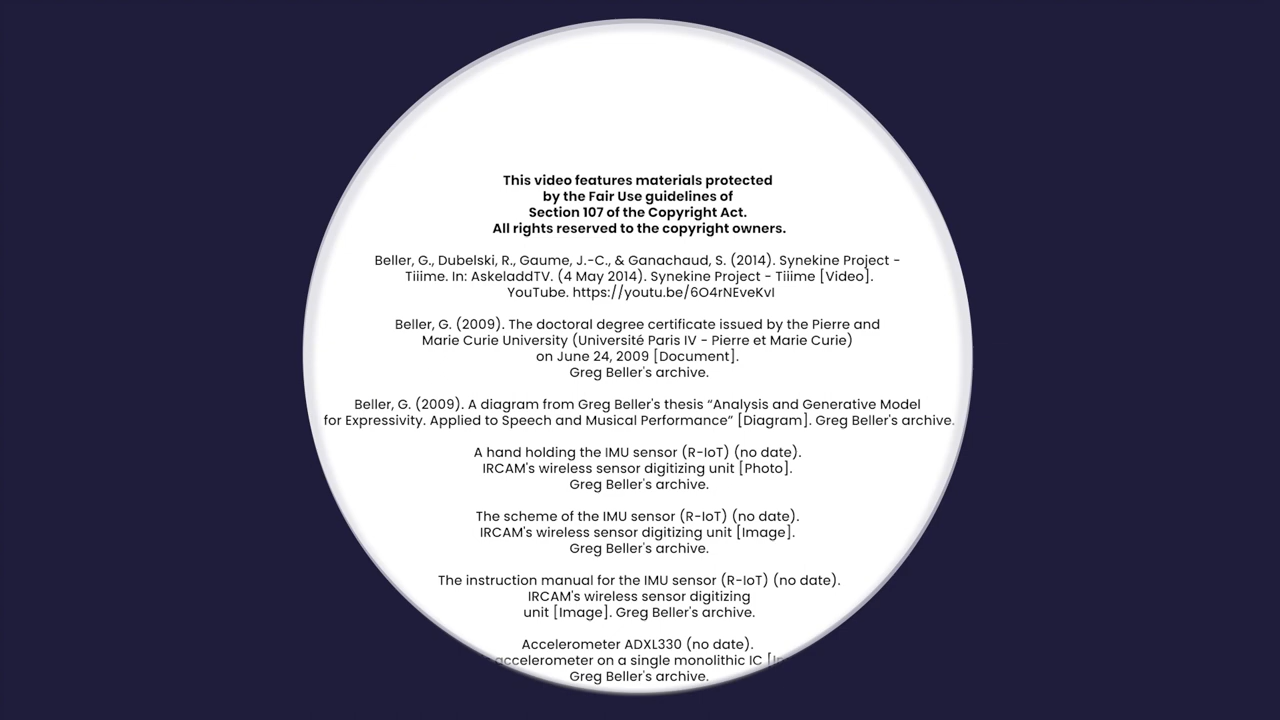 This video features materials protected
by the Fair Use guidelines of
Section 107 of the Copyright Act.
All rights reserved to the copyright owners.
Beller, G., Dubelski, R., Gaume, J.-C., & Ganachaud, S. (2014). Synekine Project -
Tiiime. In: AskeladdTV. (4 May 2014). Synekine Project - Tiiime [Video].
YouTube. https://youtu.be/6O4rNEveKvI
Beller, G. (2009). The doctoral degree certificate issued by the Pierre and
Marie Curie University (Université Paris IV - Pierre et Marie Curie)
on June 24, 2009 [Document].
Greg Beller's archive.
Beller, G. (2009). A diagram from Greg Beller's thesis “Analysis and Generative Model
for Expressivity. Applied to Speech and Musical Performance” [Diagram]. Greg Beller's archive.
A hand holding the IMU sensor (R-IoT) (no date).
IRCAM's wireless sensor digitizing unit [Photo].
Greg Beller's archive.
The scheme of the IMU sensor (R-IoT) (no date).
IRCAM's wireless sensor digitizing unit [Image].
Greg Beller's archive.
The instruction manual for the IMU sensor (R-IoT) (no date).
IRCAM's wireless sensor digitizing
unit [Image]. Greg Beller's archive.
Accelerometer ADXL330 (no date).
accelerometer on a single monolithic IC
Greg Beller's archive.